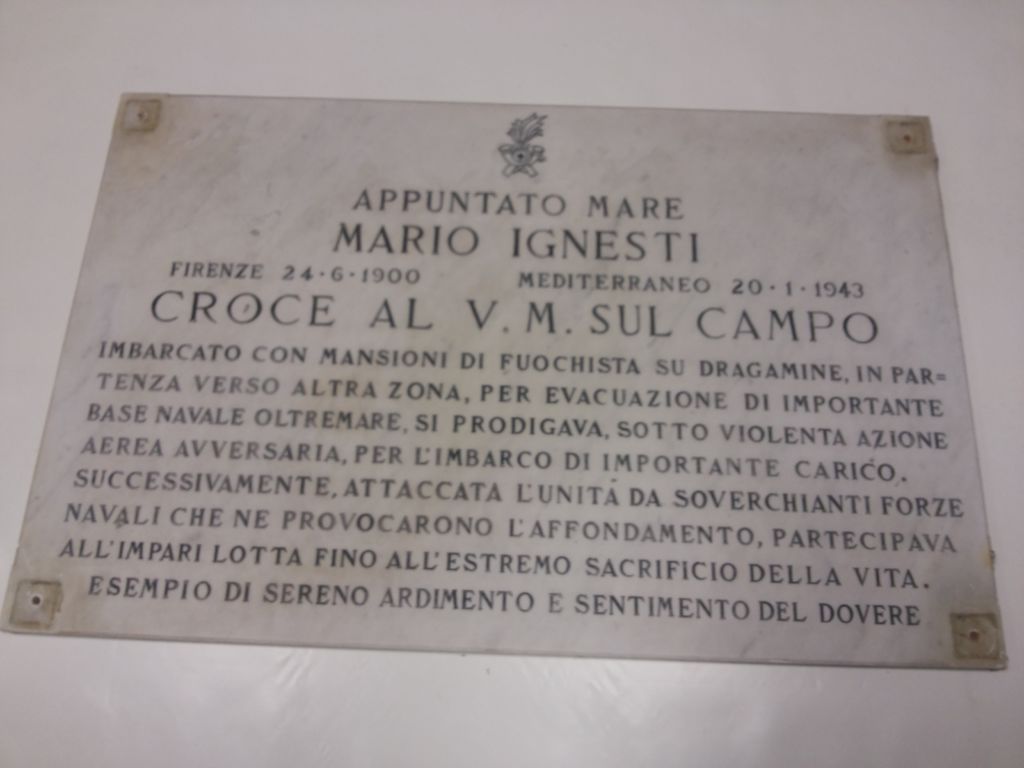 APPUNTATO MARE
MARIO IGNESTI
FIRENZE 24·6·1900 MEDITERRANEO 20·1·1943
CROCE AL V.M. SUL CAMPO
IMBARCATO CON MANSIONI DI FUOCHISTA SU DRAGAMINE, IN PAR=
TENZA VERSO ALTRA ZONA, PER EVACUAZIONE DI IMPORTANTE
BASE NAVALE OLTREMARE, SI PRODIGAVA, SOTTO VIOLENTA AZIONE
AEREA AVVERSARIA, PER L'IMBARCO DI IMPORTANTE CARICO.
SUCCESSIVAMENTE, ATTACCATA L'UNITÀ DA SOVERCHIANTI FORZE
NAVALI CHE NE PROVOCARONO L'AFFONDAMENTO, PARTECIPAVA
ALL'IMPARI LOTTA FINO ALL'ESTREMO SACRIFICIO DELLA VITA.
ESEMPIO DI SERENO ARDIMENTO E SENTIMENTO DEL DOVERE